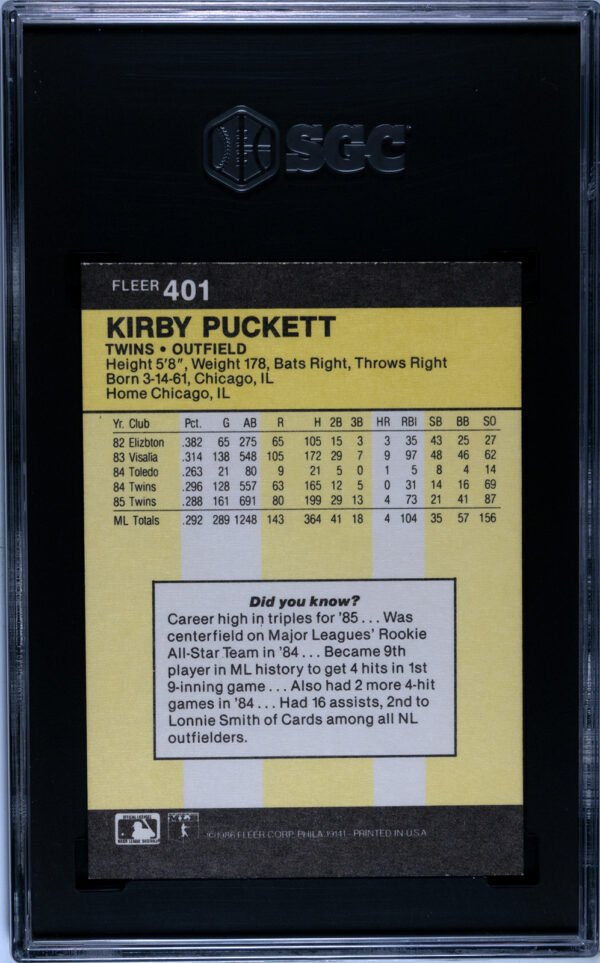 SGC
FLEER 401
KIRBY PUCKETT
TWINS • OUTFIELD
Height 5'8", Weight 178, Bats Right, Throws Right
Born 3-14-61, Chicago, IL
Home Chicago, IL
Yr. Club Pct. G AB R H 2B 3B HR RBI SB BB SO
82 Elizbton .382 65 275 65 105 15 3 3 35 43 25 27
83 Visalia .314 138 548 105 172 29 7 9 97 48 46 62
84 Toledo .263 21 80 9 21 5 0 1 5 8 4 14
84 Twins .296 128 557 63 165 12 5 0 31 14 16 69
85 Twins .288 161 691 80 199 29 13 4 73 21 41 87
ML Totals .292 289 1248 143 364 41 18 4 104 35 57 156
Did you know?
Career high in triples for '85 . . . Was
centerfield on Major Leagues' Rookie
All-Star Team in '84 . . . Became 9th
player in ML history to get 4 hits in 1st
9-inning game . . . Also had 2 more 4-hit
games in '84 . . . Had 16 assists, 2nd to
Lonnie Smith of Cards among all NL
outfielders.
© 1986 FLEER CORP. PHILA. 19141 PRINTED IN U.S.A.